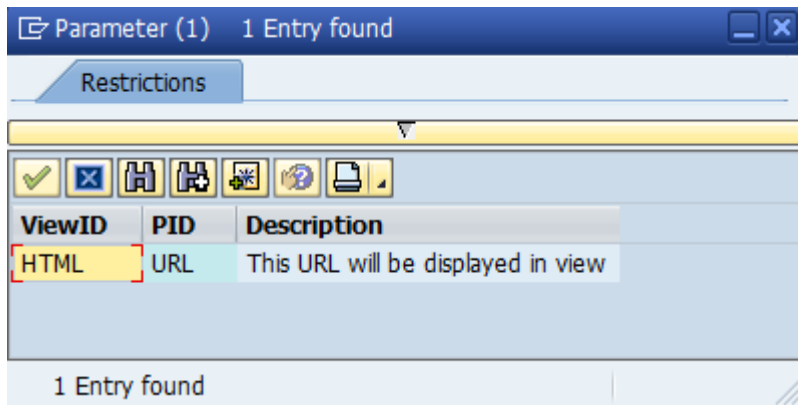 Parameter (1) 1 Entry found
Restrictions
ViewID PID Description
HTML URL This URL will be displayed in view
1 Entry found